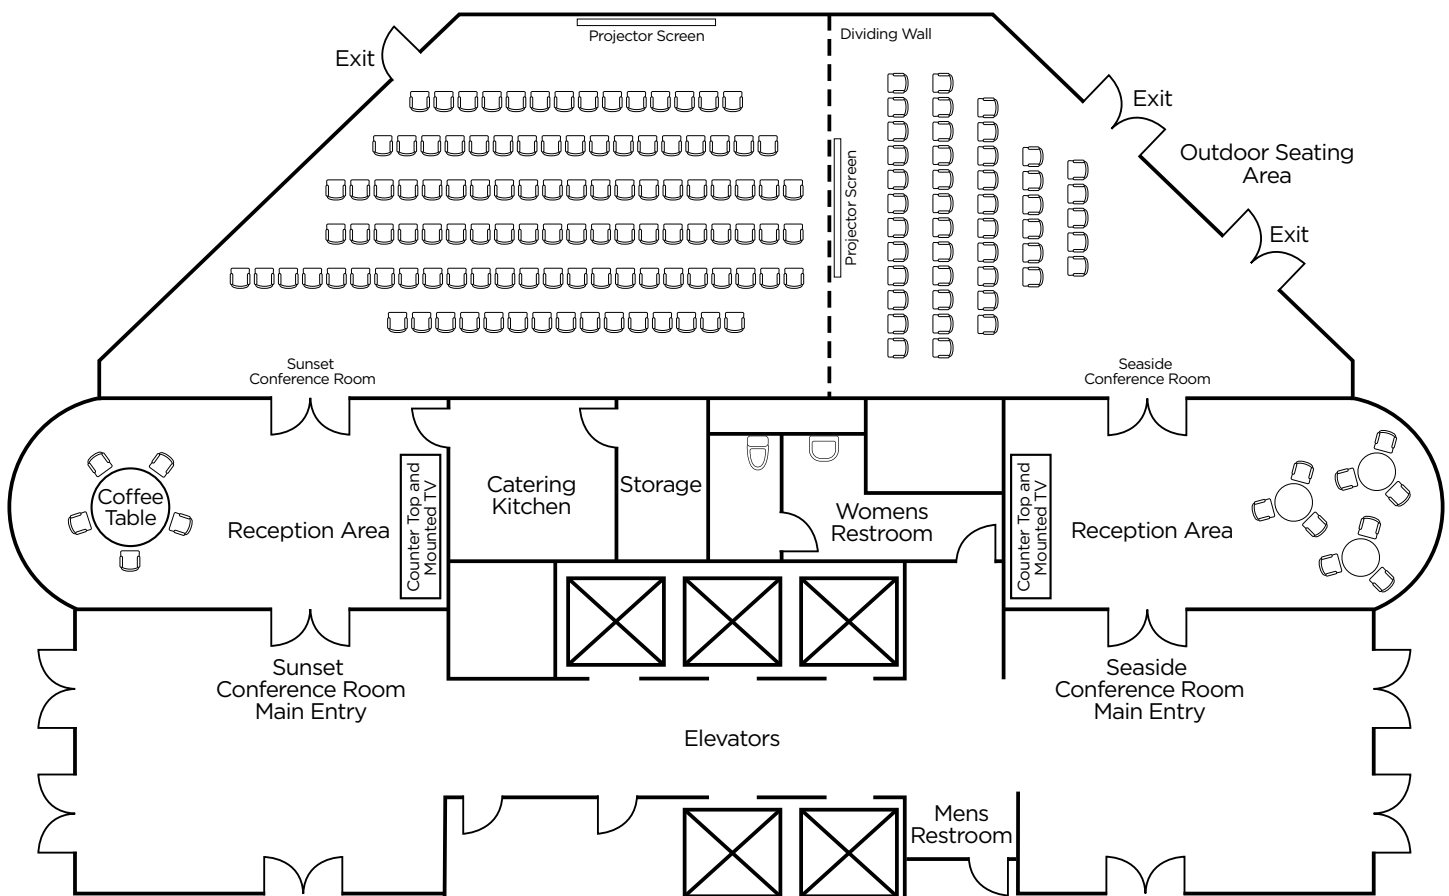 Projector Screen
Dividing Wall
Exit
Exit
Outdoor Seating
Area
Projector Screen
Exit
Sunset
Conference Room
Seaside
Conference Room
Coffee
Table
Reception Area
Counter Top and
Mounted TV
Catering
Kitchen
Storage
Womens
Restroom
Counter Top and
Mounted TV
Reception Area
Sunset
Conference Room
Main Entry
Seaside
Conference Room
Main Entry
Elevators
Mens
Restroom